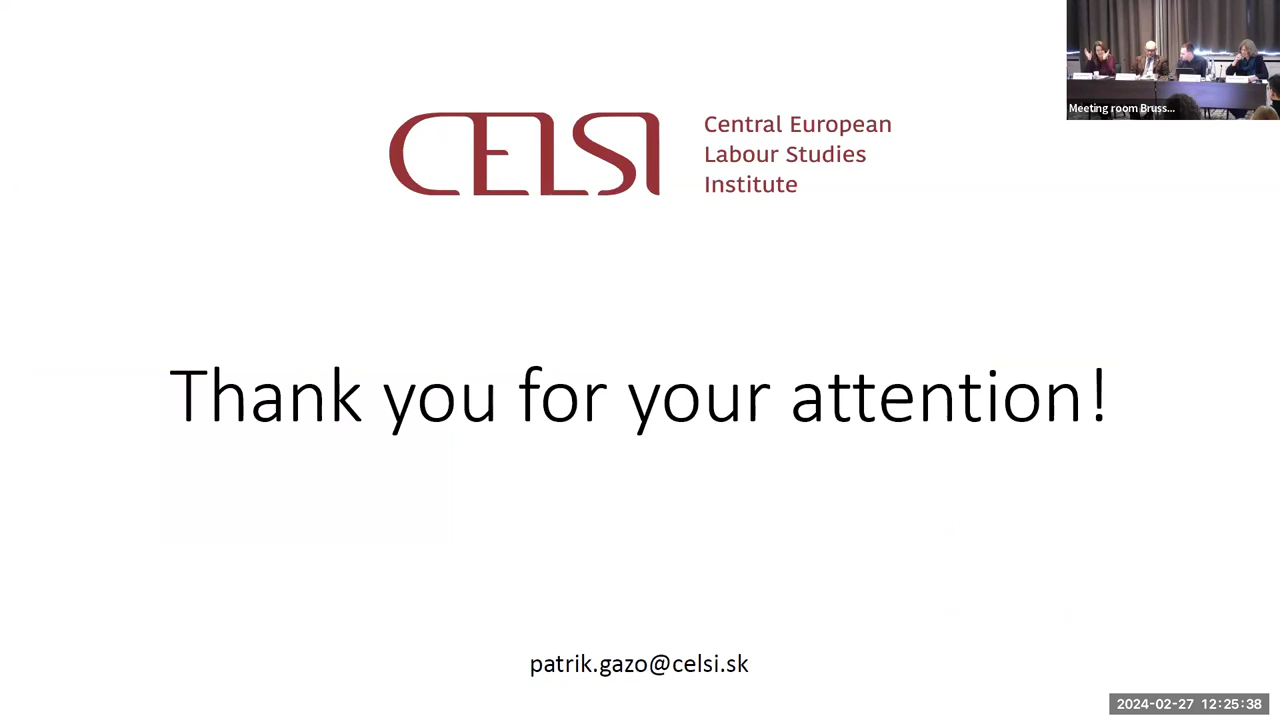 Meeting room Bruss...
CELSI
Central European
Labour Studies
Institute
Thank you for your attention!
patrik.gazo@celsi.sk
2024-02-27 12:25:38